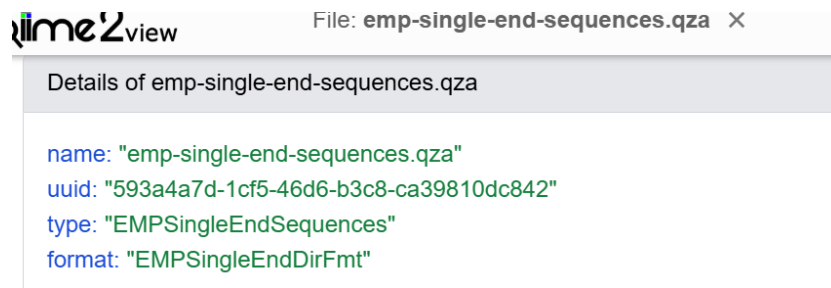 qiime2view File: emp-single-end-sequences.qza ✕
Details of emp-single-end-sequences.qza
name: "emp-single-end-sequences.qza"
uuid: "593a4a7d-1cf5-46d6-b3c8-ca39810dc842"
type: "EMPSingleEndSequences"
format: "EMPSingleEndDirFmt"